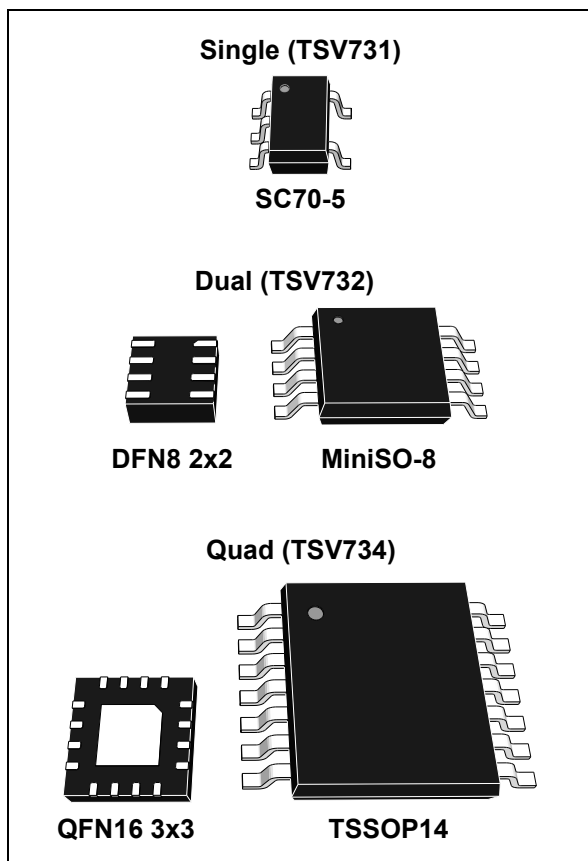 Single (TSV731)
SC70-5
Dual (TSV732)
DFN8 2x2
MiniSO-8
Quad (TSV734)
QFN16 3x3
TSSOP14